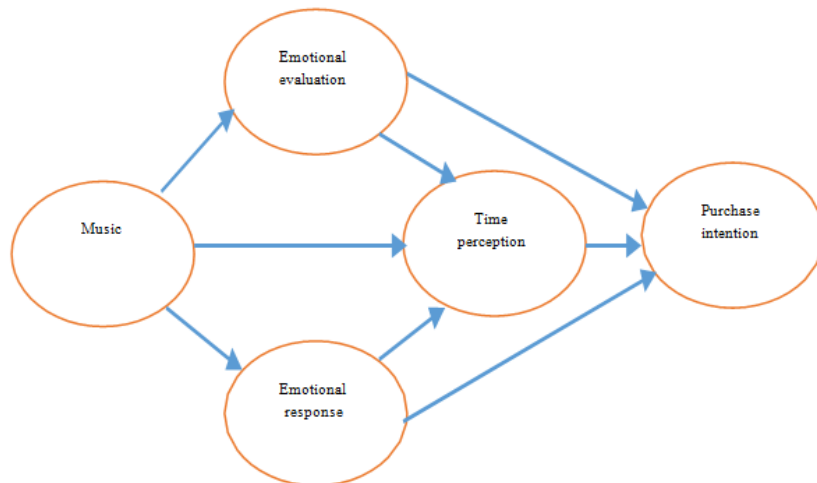 Emotional
evaluation
Music
Time
perception
Purchase
intention
Emotional
response